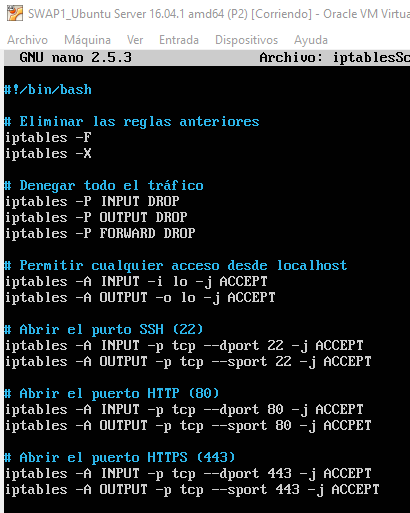 SWAP1_Ubuntu Server 16.04.1 amd64 (P2) [Corriendo] - Oracle VM Virtua
Archivo Máquina Ver Entrada Dispositivos Ayuda
GNU nano 2.5.3 Archivo: iptablesSc
#!/bin/bash
# Eliminar las reglas anteriores
iptables -F
iptables -X
# Denegar todo el tráfico
iptables -P INPUT DROP
iptables -P OUTPUT DROP
iptables -P FORWARD DROP
# Permitir cualquier acceso desde localhost
iptables -A INPUT -i lo -j ACCEPT
iptables -A OUTPUT -o lo -j ACCEPT
# Abrir el purto SSH (22)
iptables -A INPUT -p tcp --dport 22 -j ACCEPT
iptables -A OUTPUT -p tcp --sport 22 -j ACCEPT
# Abrir el puerto HTTP (80)
iptables -A INPUT -p tcp --dport 80 -j ACCEPT
iptables -A OUTPUT -p tcp --sport 80 -j ACCPET
# Abrir el puerto HTTPS (443)
iptables -A INPUT -p tcp --dport 443 -j ACCEPT
iptables -A OUTPUT -p tcp --sport 443 -j ACCEPT